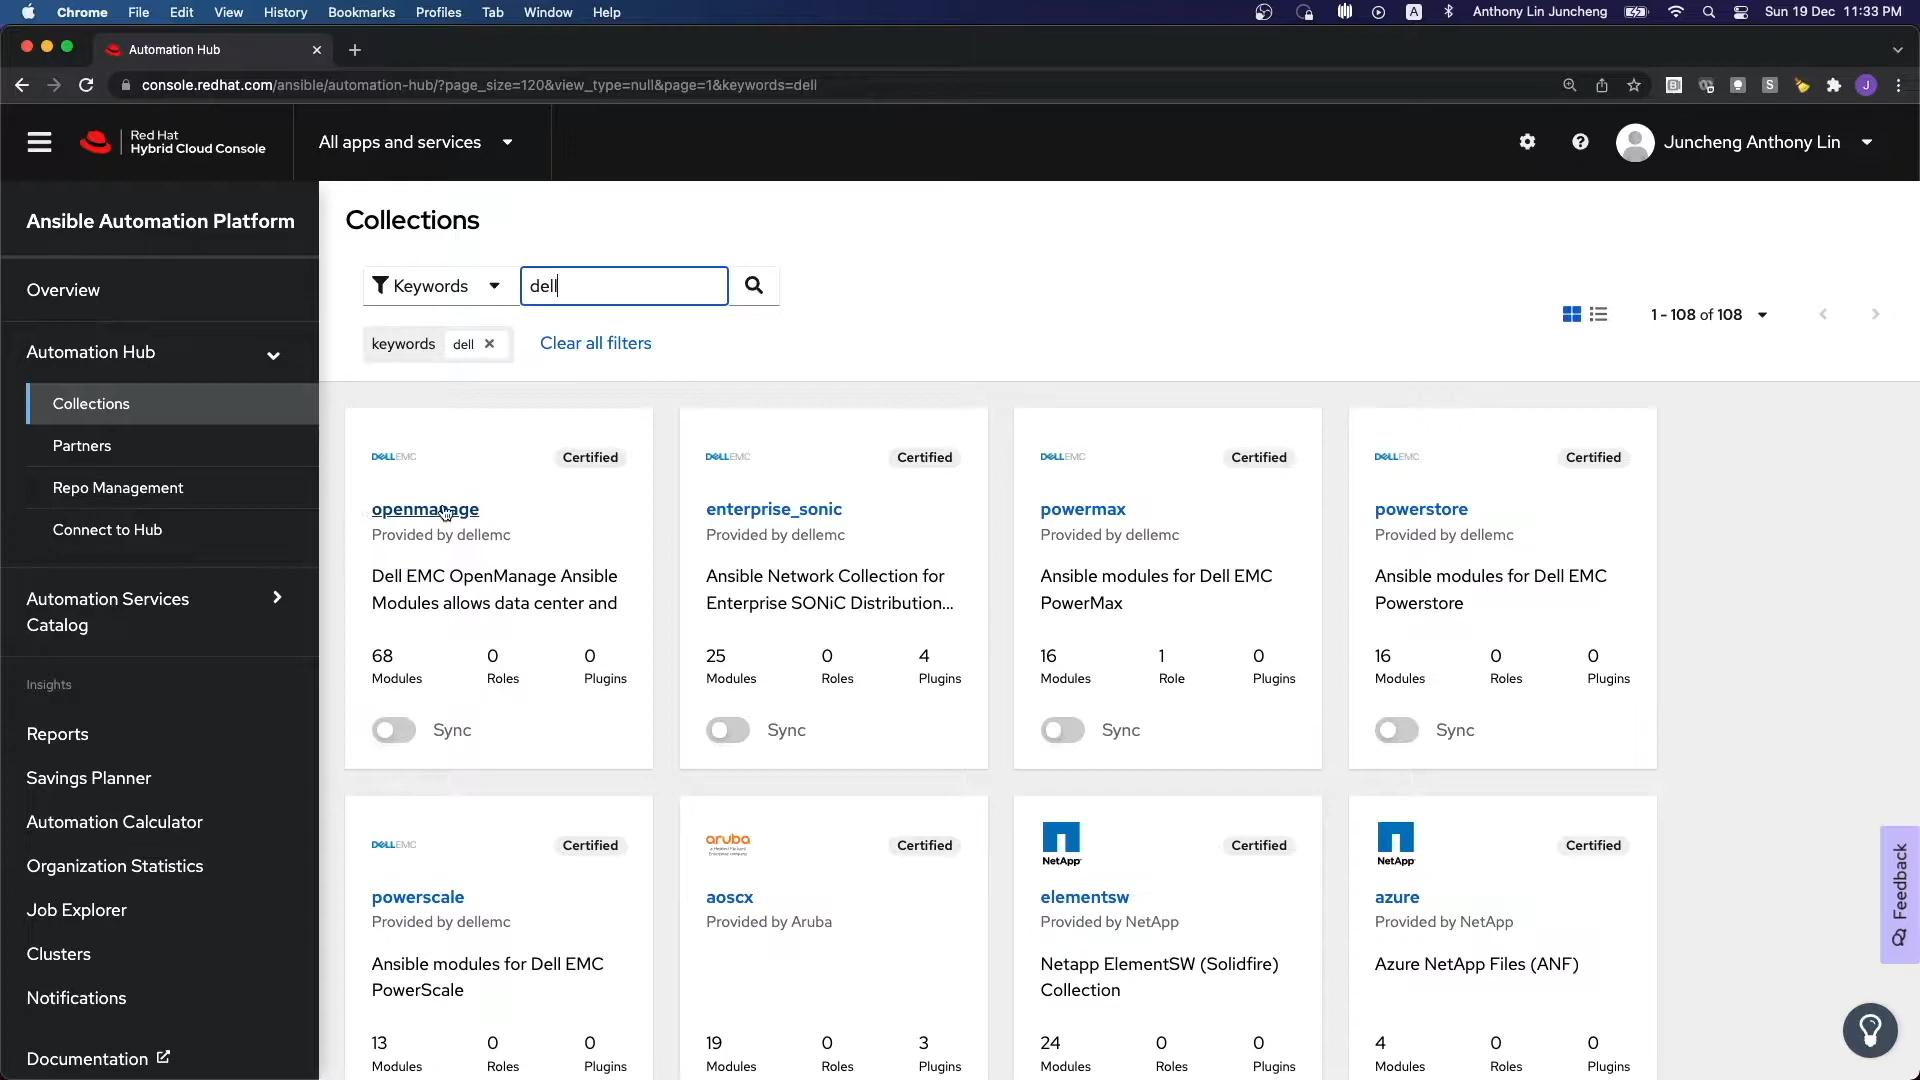 Chrome File Edit View History Bookmarks Profiles Tab Window Help
A Anthony Lin Juncheng Sun 19 Dec 11:33 PM
Automation Hub
console.redhat.com/ansible/automation-hub/?page_size=120&view_type=null&page=1&keywords=dell
S J
Red Hat
Hybrid Cloud Console
All apps and services
Juncheng Anthony Lin
Ansible Automation Platform
Overview
Automation Hub
Collections
Partners
Repo Management
Connect to Hub
Automation Services
Catalog
Insights
Reports
Savings Planner
Automation Calculator
Organization Statistics
Job Explorer
Clusters
Notifications
Documentation
Collections
Keywords dell
keywords dell Clear all filters
1 - 108 of 108
DELLEMC Certified
openmanage
Provided by dellemc
Dell EMC OpenManage Ansible
Modules allows data center and
68 0 0
Modules Roles Plugins
Sync
DELLEMC Certified
enterprise_sonic
Provided by dellemc
Ansible Network Collection for
Enterprise SONiC Distribution...
25 0 4
Modules Roles Plugins
Sync
DELLEMC Certified
powermax
Provided by dellemc
Ansible modules for Dell EMC
PowerMax
16 1 0
Modules Role Plugins
Sync
DELLEMC Certified
powerstore
Provided by dellemc
Ansible modules for Dell EMC
Powerstore
16 0 0
Modules Roles Plugins
Sync
DELLEMC Certified
powerscale
Provided by dellemc
Ansible modules for Dell EMC
PowerScale
13 0 0
Modules Roles Plugins
aruba Certified
a Hewlett Packard
Enterprise company
aoscx
Provided by Aruba
19 0 3
Modules Roles Plugins
NetApp Certified
elementsw
Provided by NetApp
Netapp ElementSW (Solidfire)
Collection
24 0 0
Modules Roles Plugins
NetApp Certified
azure
Provided by NetApp
Azure NetApp Files (ANF)
4 0 0
Modules Roles Plugins
Feedback